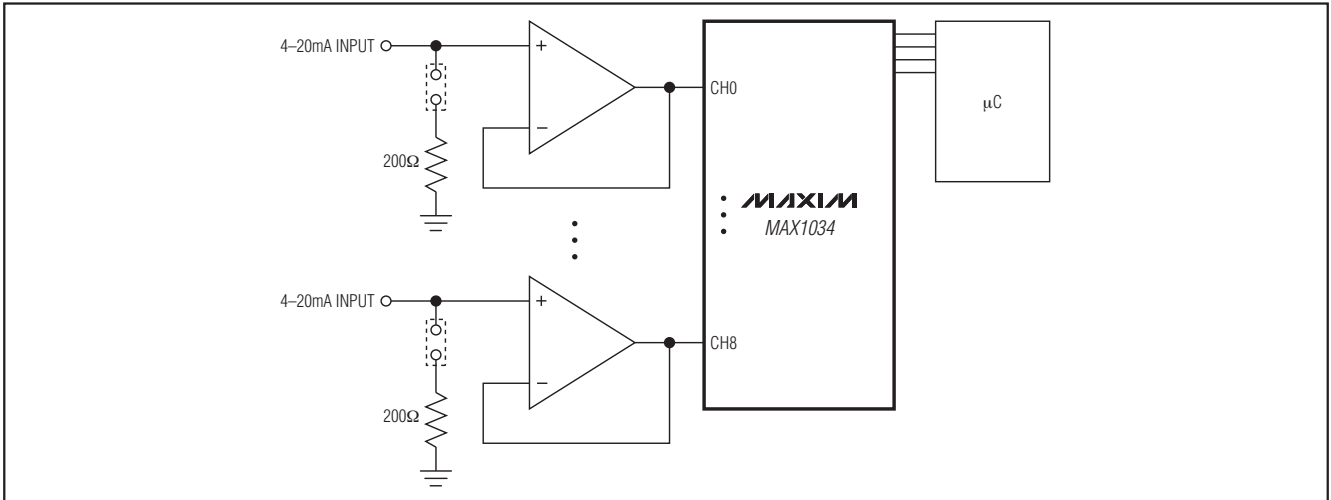 4–20mA INPUT
+
−
200Ω
CH0
µC
MAXIM
MAX1034
4–20mA INPUT
+
−
200Ω
CH8